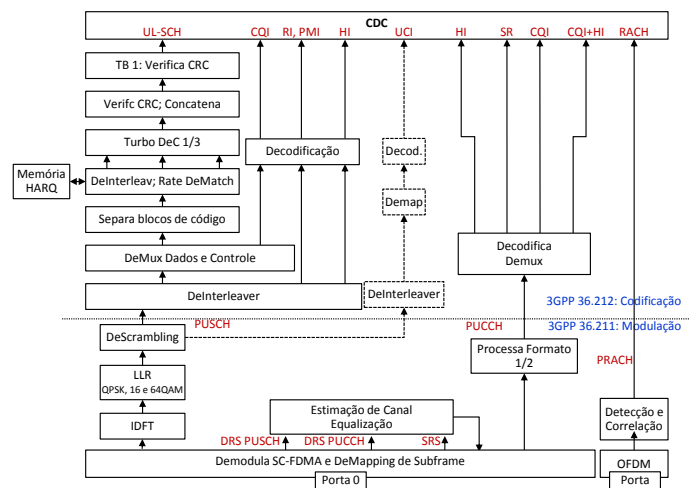 CDC
UL-SCH CQI RI, PMI HI UCI HI SR CQI CQI+HI RACH
TB 1: Verifica CRC
Verifc CRC; Concatena
Turbo DeC 1/3
Decodificação
Decod.
Memória
HARQ
DeInterleav; Rate DeMatch
Demap
Separa blocos de código
DeMux Dados e Controle
Decodifica
Demux
DeInterleaver
DeInterleaver
3GPP 36.212: Codificação
PUSCH
PUCCH
3GPP 36.211: Modulação
DeScrambling
Processa Formato
1/2
PRACH
LLR
QPSK, 16 e 64QAM
Estimação de Canal
Equalização
Detecção e
Correlação
IDFT
DRS PUSCH DRS PUCCH SRS
Demodula SC-FDMA e DeMapping de Subframe
OFDM
Porta 0
Porta